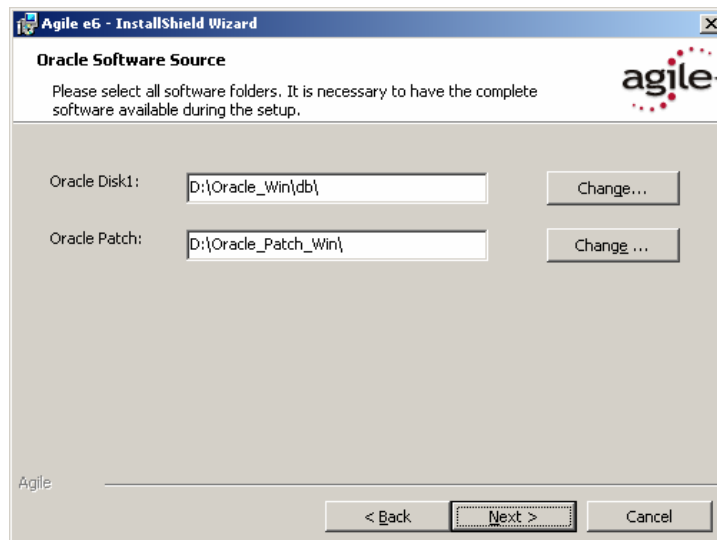 Agile e6 - InstallShield Wizard
Oracle Software Source
Please select all software folders. It is necessary to have the complete
software available during the setup.
agile
Oracle Disk1:
D:\Oracle_Win\db\
Change...
Oracle Patch:
D:\Oracle_Patch_Win\
Change ...
Agile
< Back
Next >
Cancel